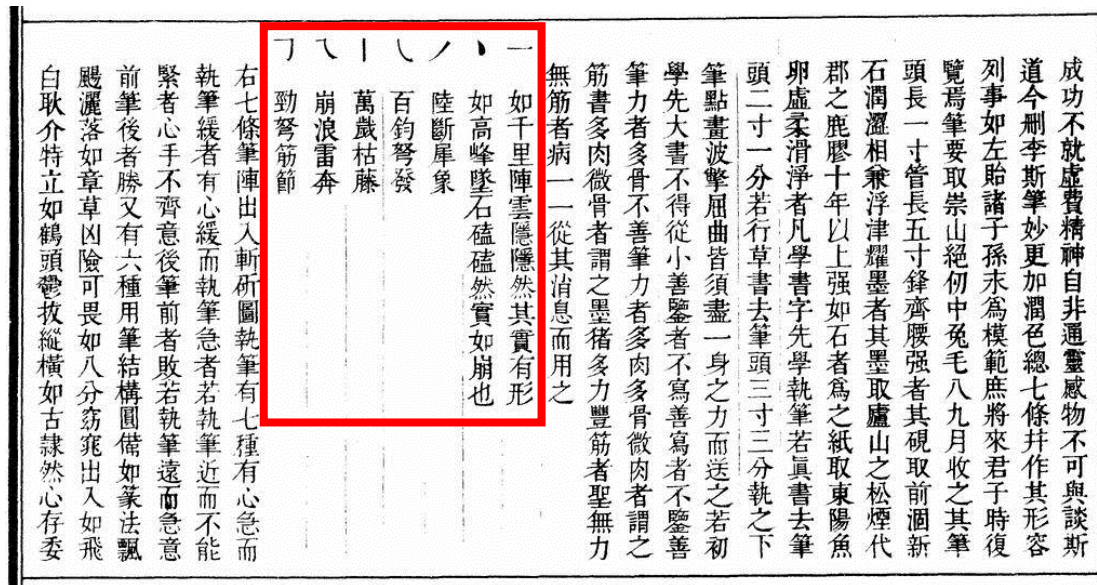 成功不就虛費精神自非通靈感物不可與談斯
道今刪李斯筆妙更加潤色總七條并作其形容
列事如左貽諸子孫末爲模範庶將來君子時復
覽焉筆要取崇山絕仞中兔毛八九月收之其筆
頭長一寸管長五寸鋒齊腰强者其硯取前涸新
石潤澀相兼浮津耀墨者其墨取廬山之松煙代
郡之鹿膠十年以上强如石者爲之紙取東陽魚
卵虛柔滑淨者凡學書字先學執筆若眞書去筆
頭二寸一分若行草書去筆頭三寸三分執之下
筆點畫波擎屈曲皆須盡一身之力而送之若初
學先大書不得從小善鑒者不寫善寫者不鑒善
筆力者多骨不善筆力者多肉多骨微肉者謂之
筋書多肉微骨者謂之墨猪多力豐筋者聖無力
無筋者病一一從其消息而用之
一 如千里陣雲隱隱然其實有形
丶 如高峰墜石磕磕然實如崩也
丿 陸斷犀象
㇂ 百鈞弩發
丨 萬歲枯藤
㇏ 崩浪雷奔
㇆ 勁弩筋節
右七條筆陣出入斬斫圖執筆有七種有心急而
執筆緩者有心緩而執筆急者若執筆近而不能
緊者心手不齊意後筆前者敗若執筆遠而急意
前筆後者勝又有六種用筆結構圓僃如篆法飄
颺灑落如章草凶險可畏如八分窈窕出入如飛
白耿介特立如鶴頭鬱拔縱橫如古隸然心存委